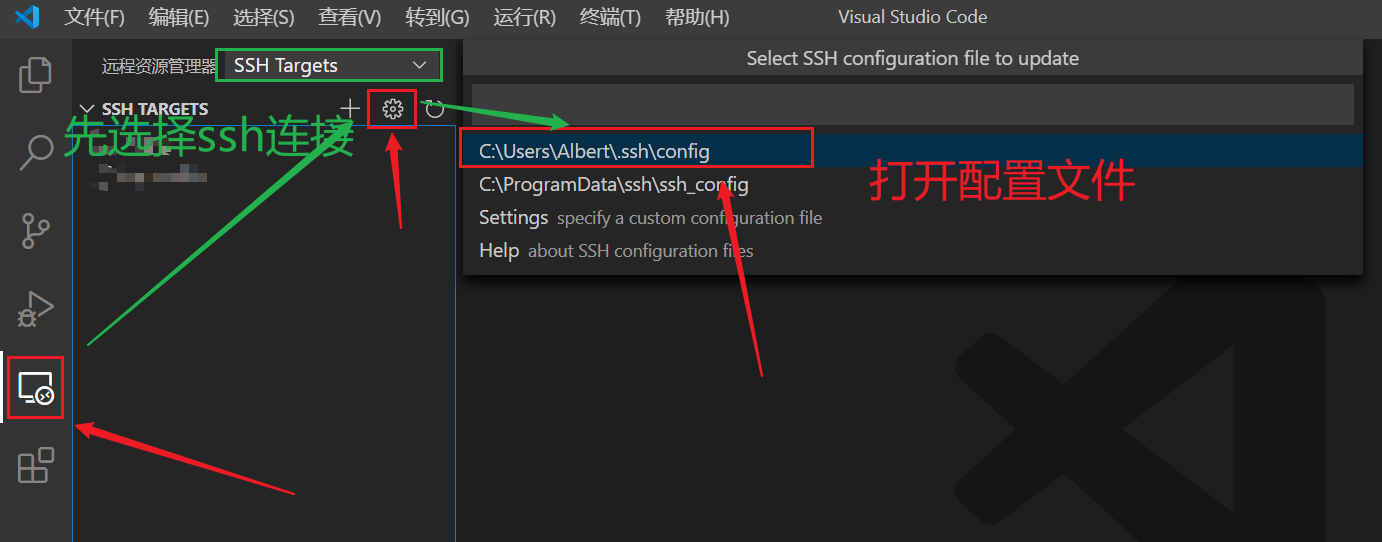 文件(F) 编辑(E) 选择(S) 查看(V) 转到(G) 运行(R) 终端(T) 帮助(H) Visual Studio Code
远程资源管理器 SSH Targets
SSH TARGETS
先选择ssh连接
Select SSH configuration file to update
C:\Users\Albert\.ssh\config
C:\ProgramData\ssh\ssh_config
Settings specify a custom configuration file
Help about SSH configuration files
打开配置文件